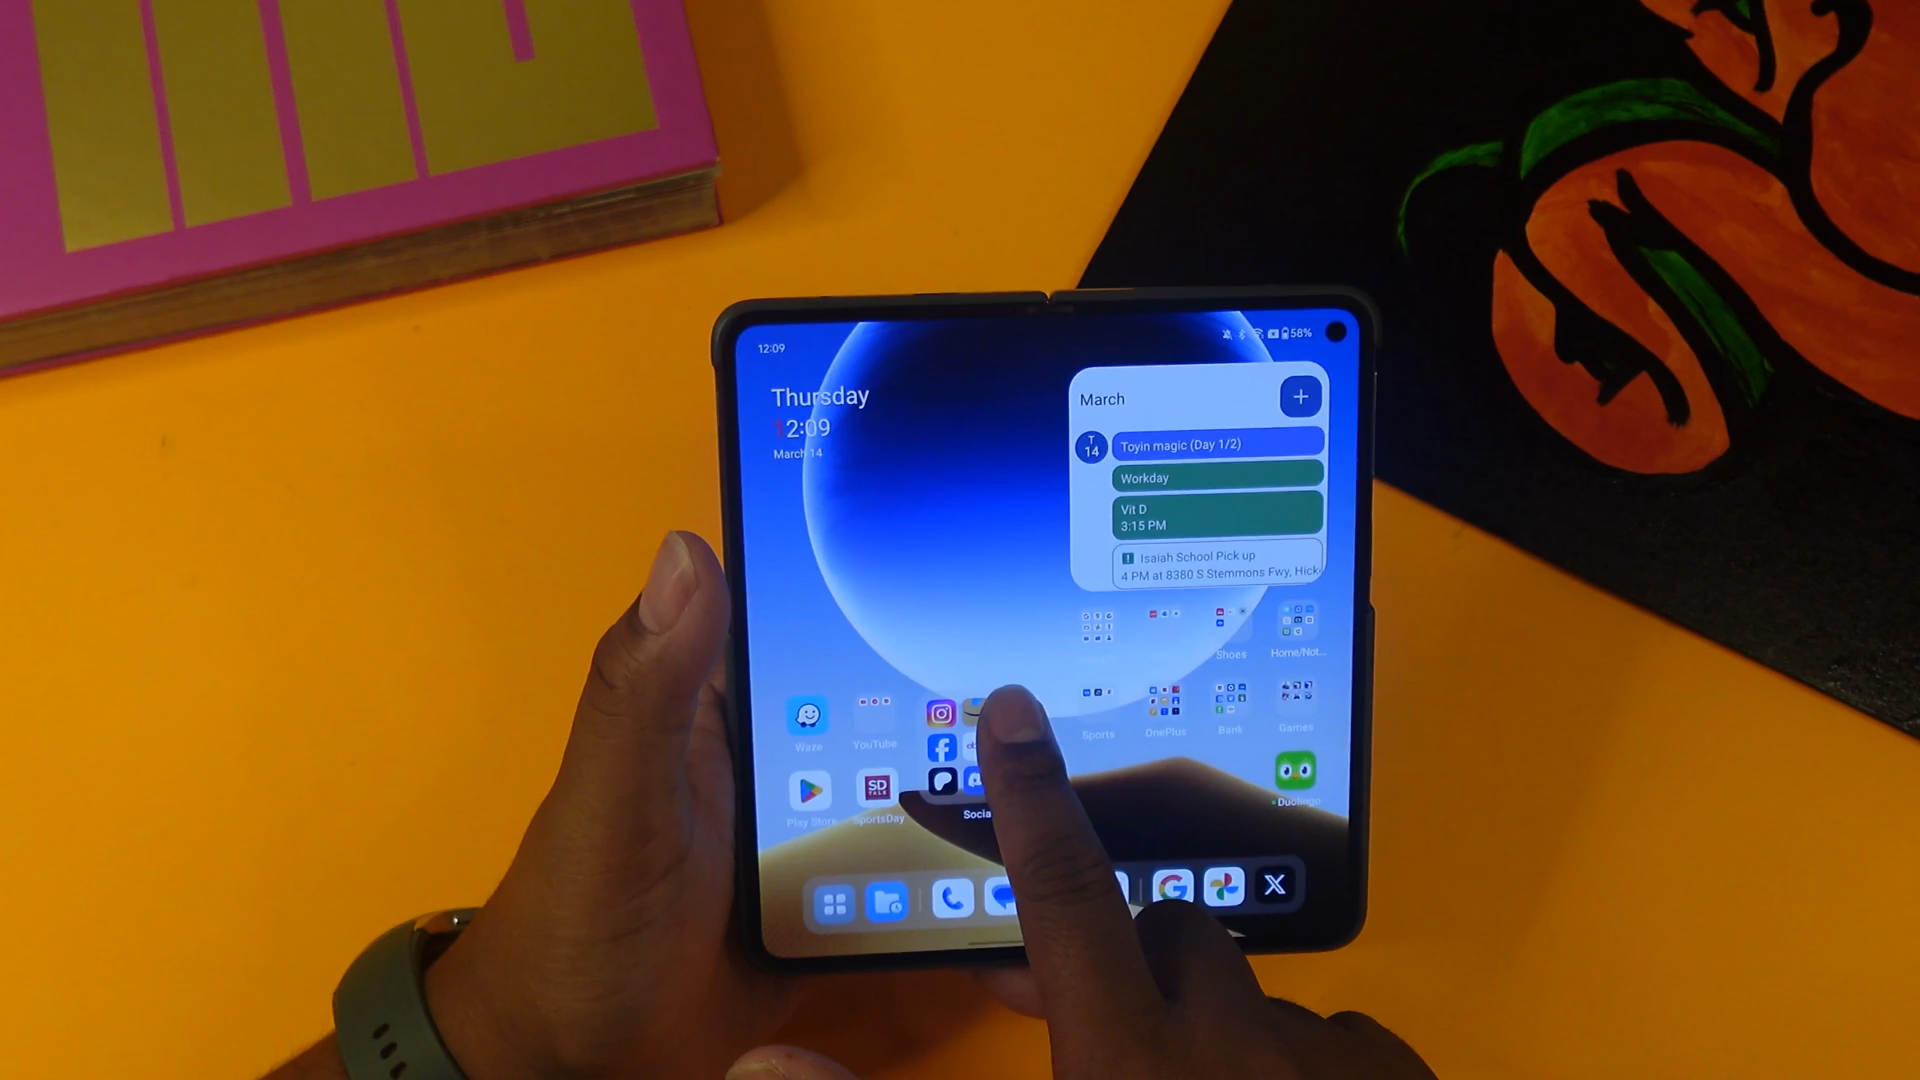 12:09
58%
Thursday
12:09
March 14
March
+
T
14
Toyin magic (Day 1/2)
Workday
Vit D
3:15 PM
Isaiah School Pick up
4 PM at 8380 S Stemmons Fwy, Hick
Shoes
Home/Not...
Waze
YouTube
Sports
OnePlus
Bank
Games
SD
TALK
Play Store
SportsDay
Socia
Duolingo